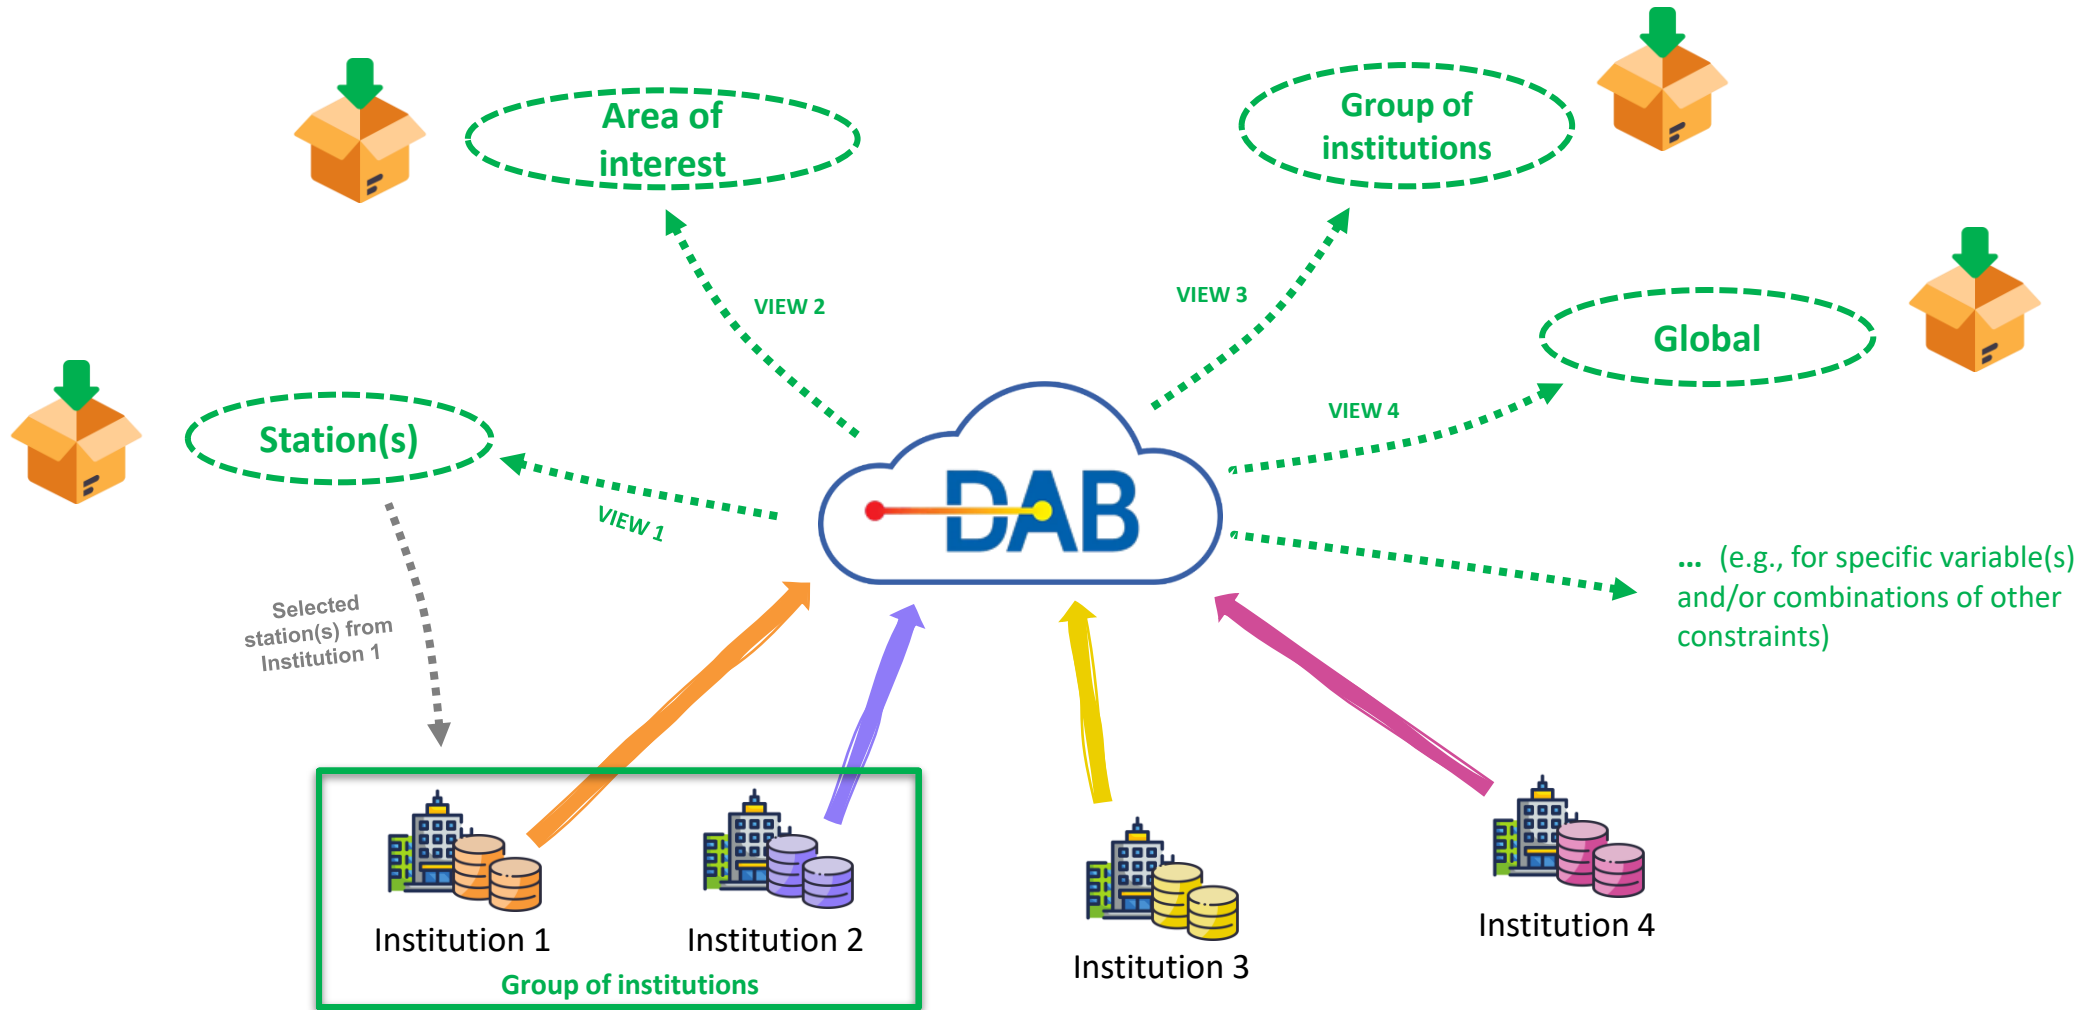 Area of
interest
Group of
institutions
VIEW 2
VIEW 3
Global
VIEW 4
Station(s)
VIEW 1
DAB
... (e.g., for specific variable(s)
and/or combinations of other
constraints)
Selected
station(s) from
Institution 1
Institution 1
Institution 2
Group of institutions
Institution 3
Institution 4